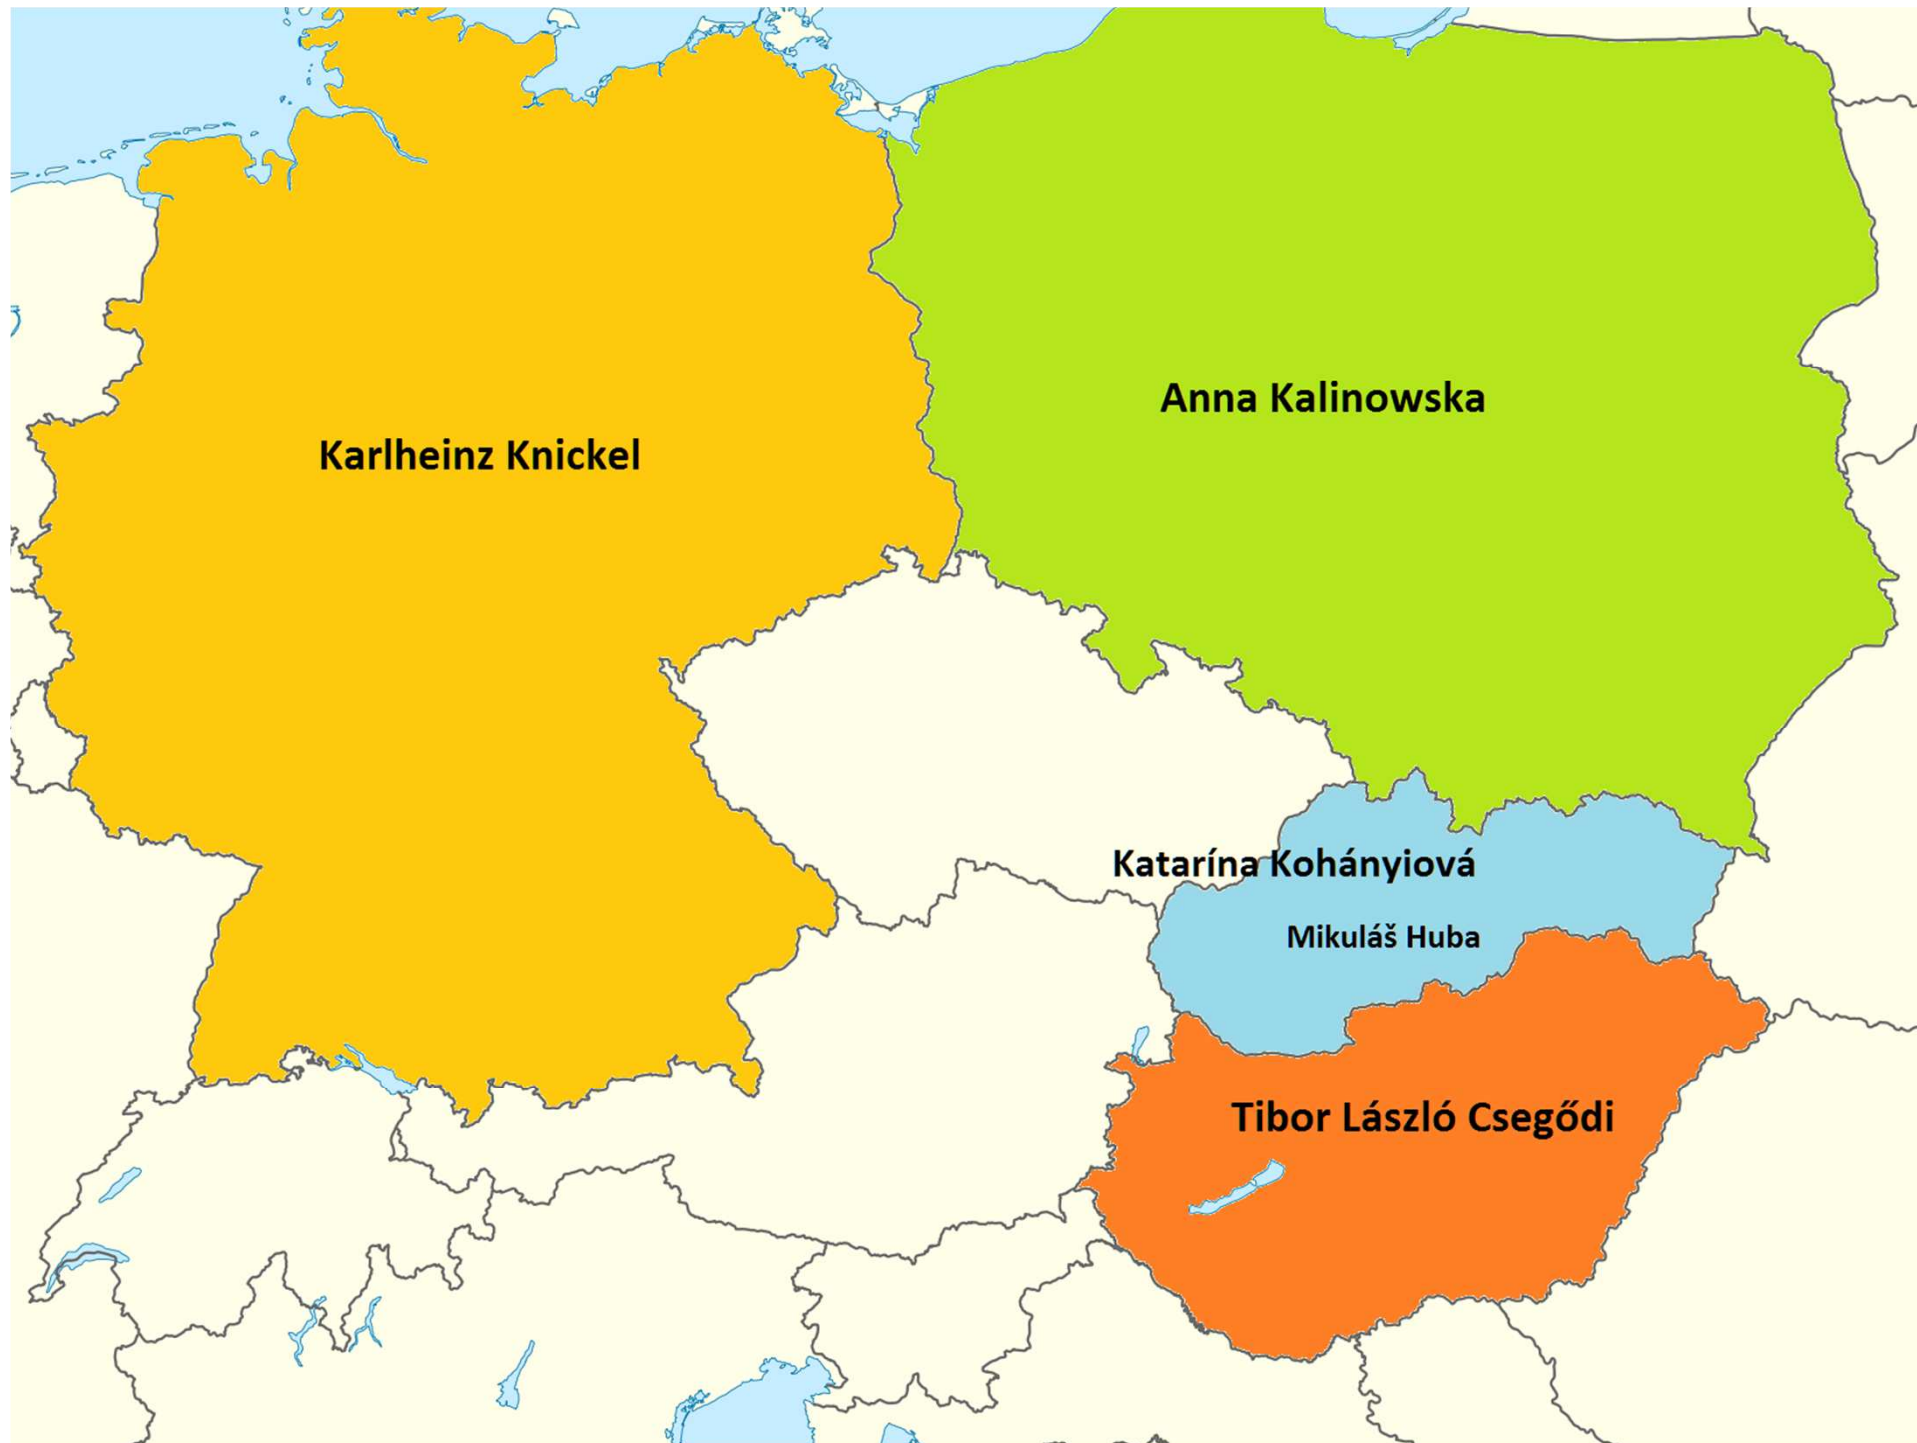 Anna Kalinowska
Karlheinz Knickel
Katarína Kohányiová
Mikuláš Huba
Tibor László Csegődi